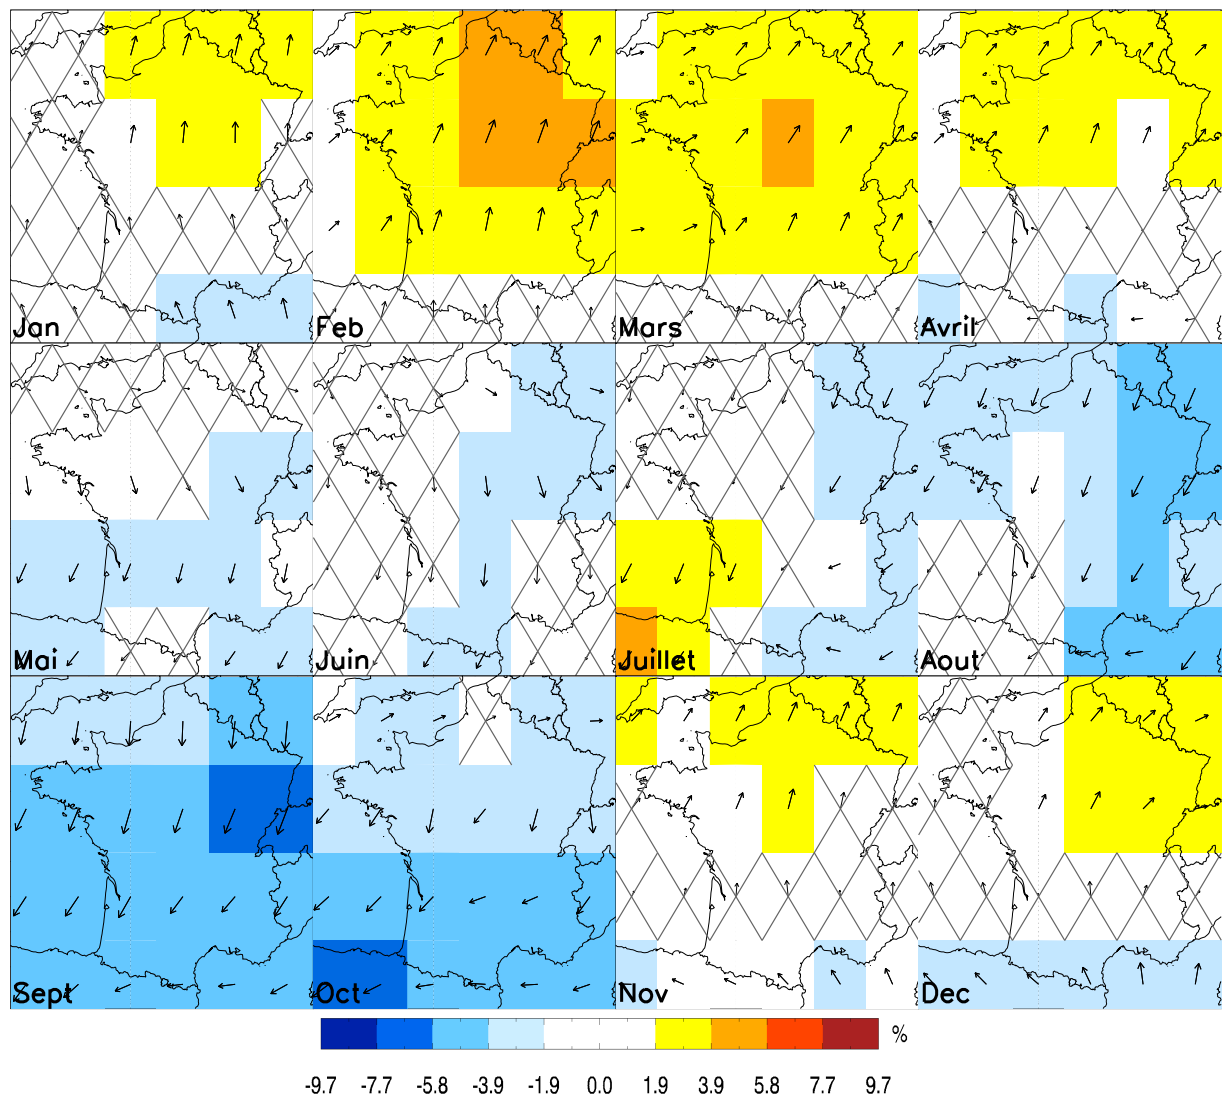 Jan Feb Mars Avril
Mai Juin Juillet Aout
Sept Oct Nov Dec
%
-9.7 -7.7 -5.8 -3.9 -1.9 0.0 1.9 3.9 5.8 7.7 9.7